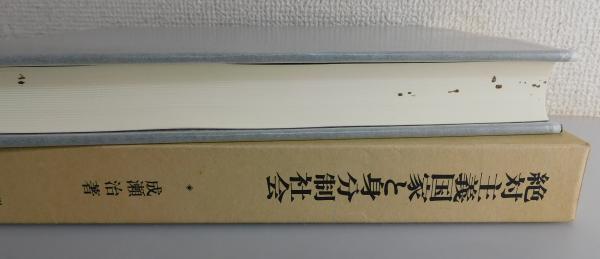 絶対主義国家と身分制社会
* 成瀬治著